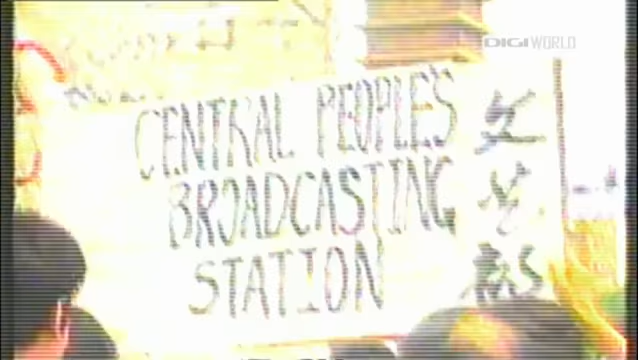 DIGI WORLD
CENTRAL PEOPLE'S
BROADCASTING
STATION
文艺部